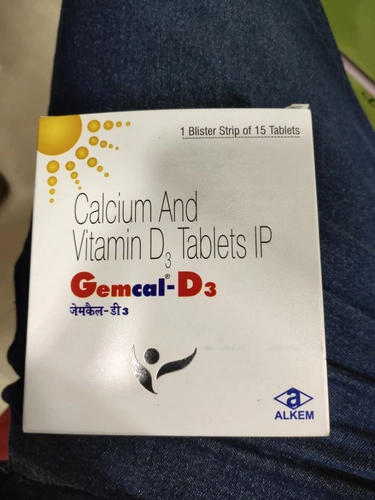 1 Blister Strip of 15 Tablets
Calcium And
Vitamin D3 Tablets IP
Gemcal®-D3
जेमकैल-डी 3
a
ALKEM